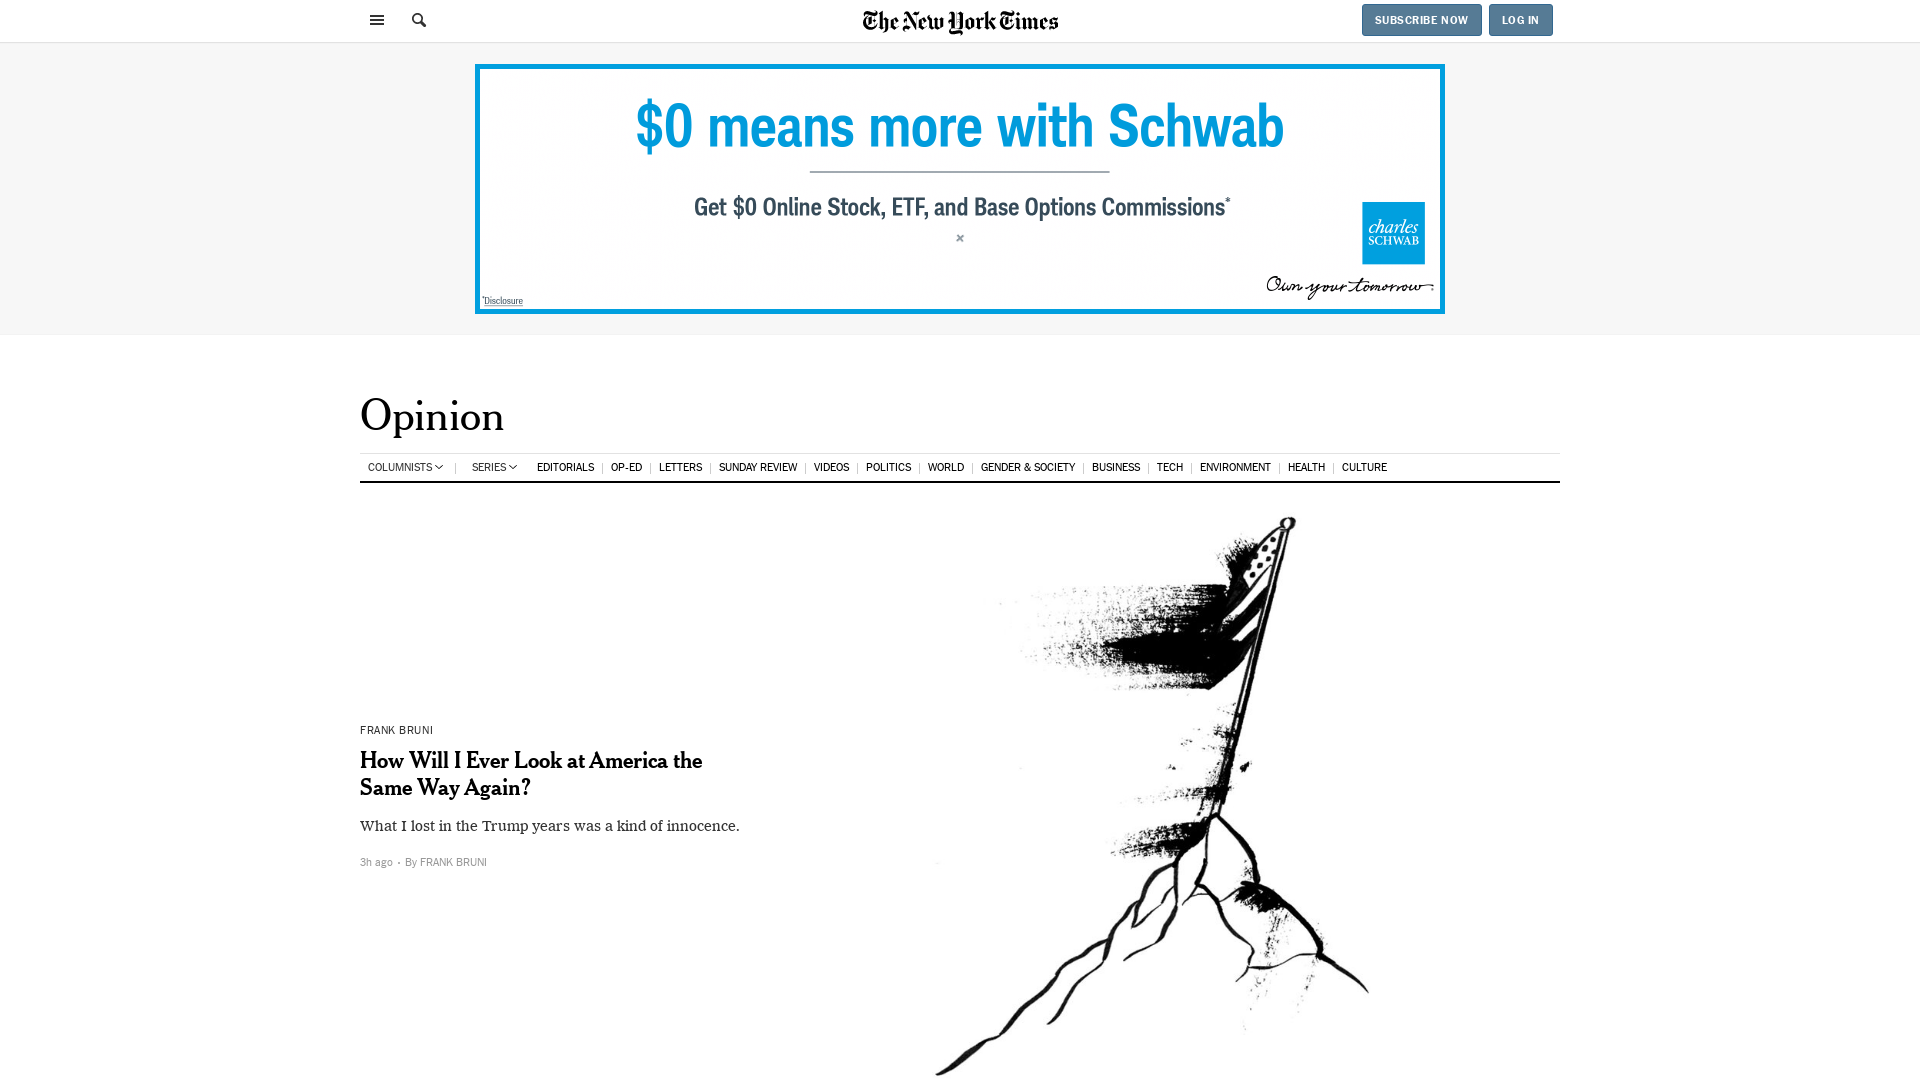 The New York Times
SUBSCRIBE NOW
LOG IN
$0 means more with Schwab
Get $0 Online Stock, ETF, and Base Options Commissions*
charles
SCHWAB
Own your tomorrow.
*Disclosure
Opinion
COLUMNISTS SERIES EDITORIALS OP-ED LETTERS SUNDAY REVIEW VIDEOS POLITICS WORLD GENDER & SOCIETY BUSINESS TECH ENVIRONMENT HEALTH CULTURE
FRANK BRUNI
How Will I Ever Look at America the
Same Way Again?
What I lost in the Trump years was a kind of innocence.
3h ago • By FRANK BRUNI